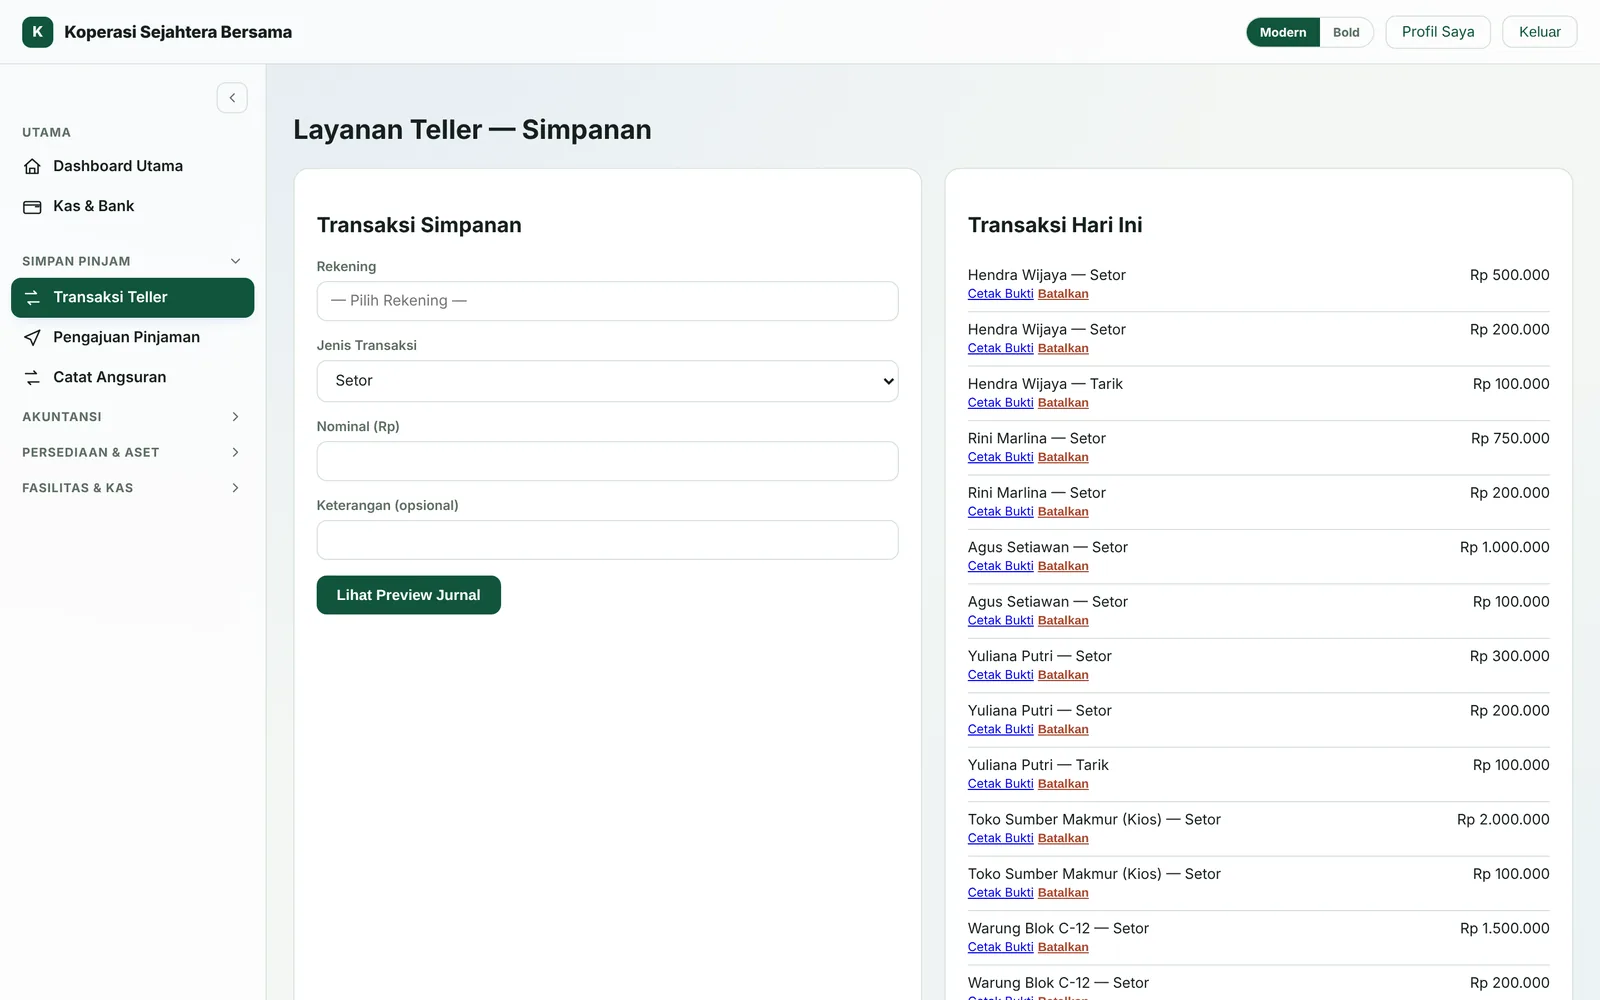 K
Koperasi Sejahtera Bersama
Modern
Bold
Profil Saya
Keluar
UTAMA
Dashboard Utama
Kas & Bank
SIMPAN PINJAM
Transaksi Teller
Pengajuan Pinjaman
Catat Angsuran
AKUNTANSI
PERSEDIAAN & ASET
FASILITAS & KAS
Layanan Teller — Simpanan
Transaksi Simpanan
Rekening
— Pilih Rekening —
Jenis Transaksi
Setor
Nominal (Rp)
Keterangan (opsional)
Lihat Preview Jurnal
Transaksi Hari Ini
Hendra Wijaya — Setor Rp 500.000
Cetak Bukti Batalkan
Hendra Wijaya — Setor Rp 200.000
Cetak Bukti Batalkan
Hendra Wijaya — Tarik Rp 100.000
Cetak Bukti Batalkan
Rini Marlina — Setor Rp 750.000
Cetak Bukti Batalkan
Rini Marlina — Setor Rp 200.000
Cetak Bukti Batalkan
Agus Setiawan — Setor Rp 1.000.000
Cetak Bukti Batalkan
Agus Setiawan — Setor Rp 100.000
Cetak Bukti Batalkan
Yuliana Putri — Setor Rp 300.000
Cetak Bukti Batalkan
Yuliana Putri — Setor Rp 200.000
Cetak Bukti Batalkan
Yuliana Putri — Tarik Rp 100.000
Cetak Bukti Batalkan
Toko Sumber Makmur (Kios) — Setor Rp 2.000.000
Cetak Bukti Batalkan
Toko Sumber Makmur (Kios) — Setor Rp 100.000
Cetak Bukti Batalkan
Warung Blok C-12 — Setor Rp 1.500.000
Cetak Bukti Batalkan
Warung Blok C-12 — Setor Rp 200.000
Cetak Bukti Batalkan